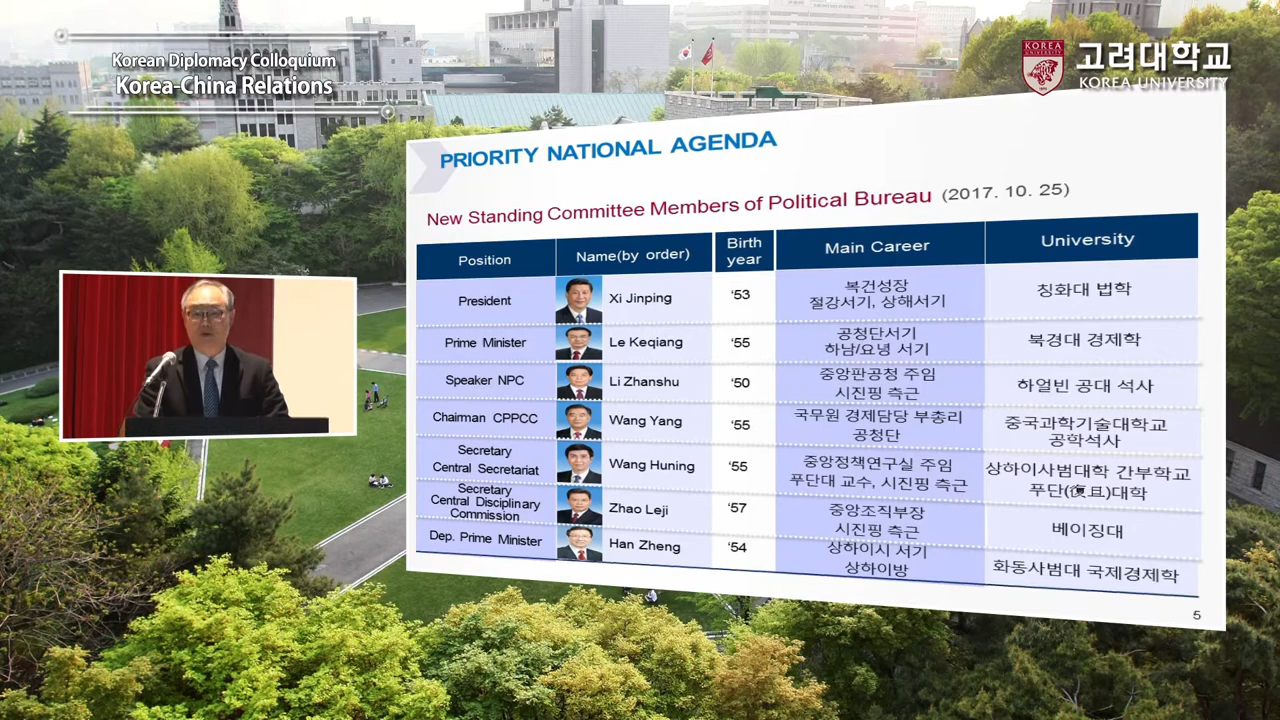 Korean Diplomacy Colloquium
Korea-China Relations
KOREA
UNIVERSITY
고려대학교
KOREA UNIVERSITY
PRIORITY NATIONAL AGENDA
New Standing Committee Members of Political Bureau (2017. 10. 25)
Position
Name(by order)
Birth
year
Main Career
University
President
Xi Jinping
‘53
복건성장
절강서기, 상해서기
칭화대 법학
Prime Minister
Le Keqiang
‘55
공청단서기
하남/요녕 서기
북경대 경제학
Speaker NPC
Li Zhanshu
‘50
중앙판공청 주임
시진핑 측근
하얼빈 공대 석사
Chairman CPPCC
Wang Yang
‘55
국무원 경제담당 부총리
공청단
중국과학기술대학교
공학석사
Secretary
Central Secretariat
Wang Huning
‘55
중앙정책연구실 주임
푸단대 교수, 시진핑 측근
상하이사범대학 간부학교
푸단(復旦)대학
Secretary
Central Disciplinary
Commission
Zhao Leji
‘57
중앙조직부장
시진핑 측근
베이징대
Dep. Prime Minister
Han Zheng
‘54
상하이시 서기
상하이방
화동사범대 국제경제학
5